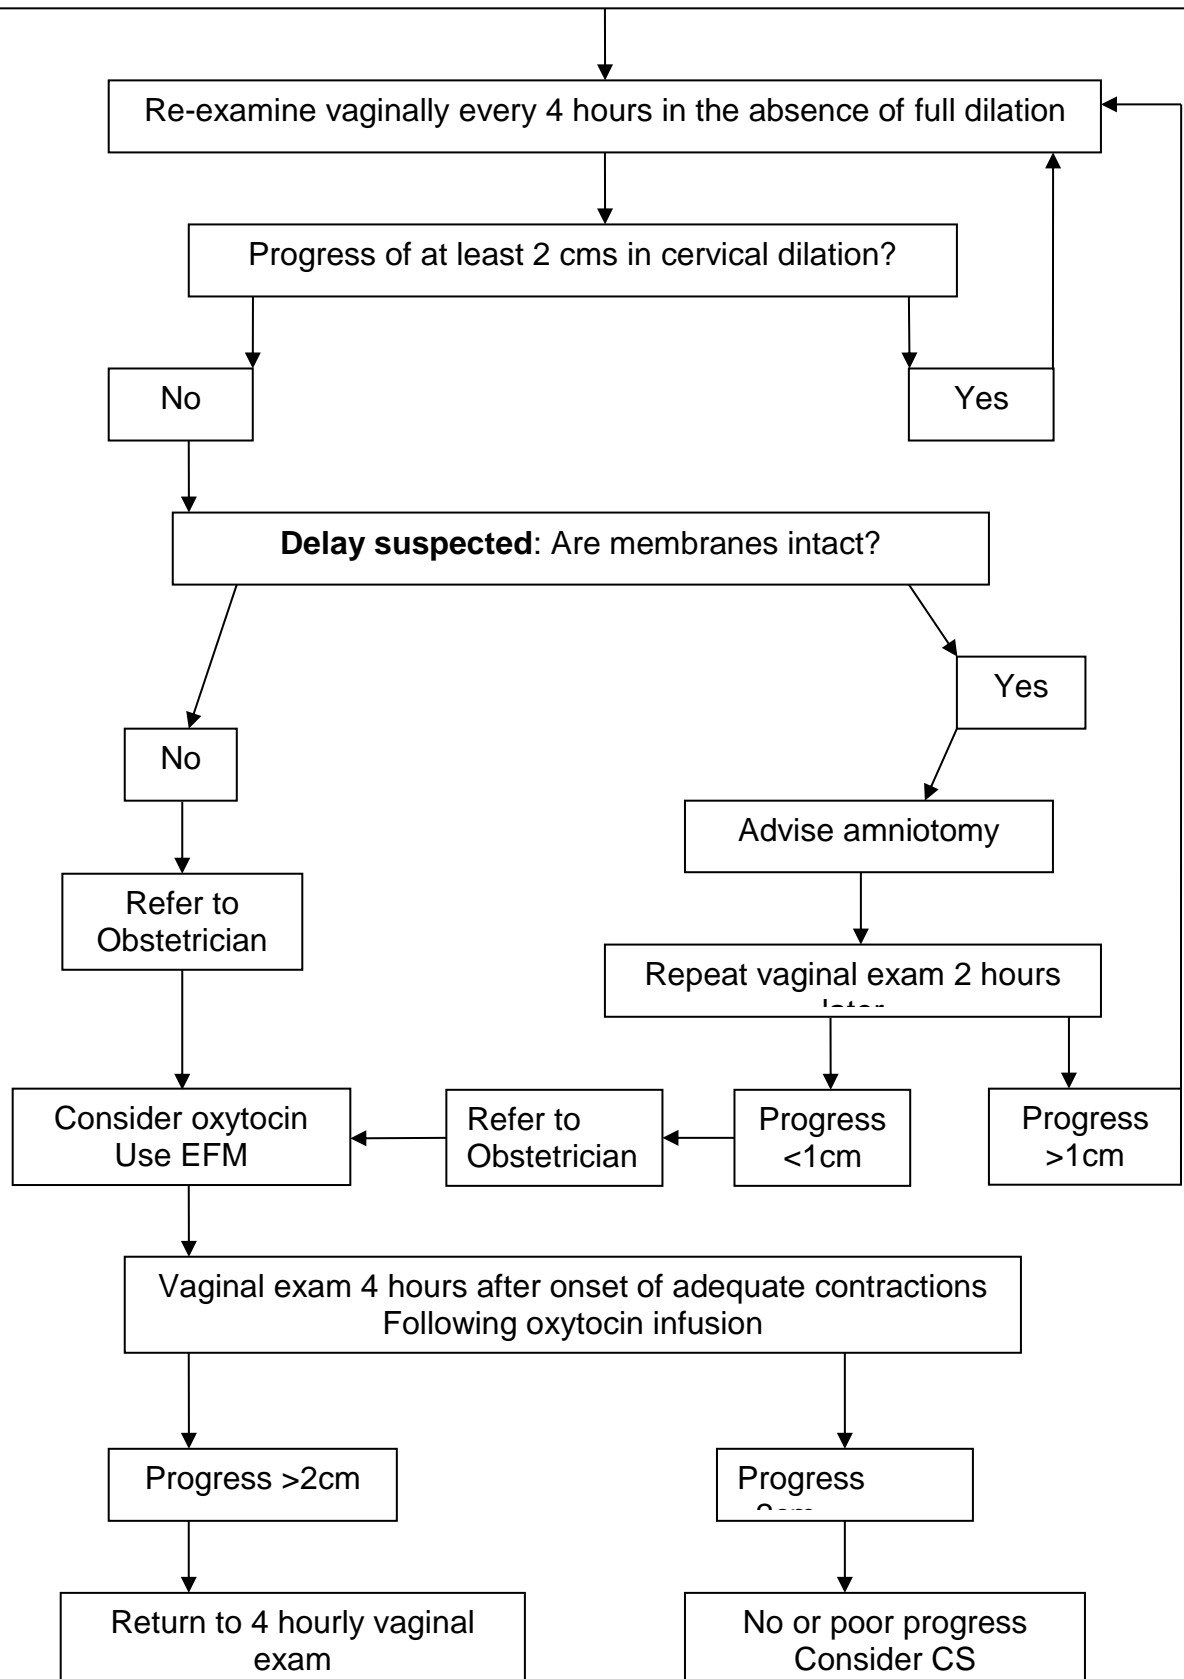 Re-examine vaginally every 4 hours in the absence of full dilation
Progress of at least 2 cms in cervical dilation?
No
Yes
Delay suspected: Are membranes intact?
Yes
No
Advise amniotomy
Refer to
Obstetrician
Repeat vaginal exam 2 hours
Consider oxytocin
Use EFM
Refer to
Obstetrician
Progress
<1cm
Progress
>1cm
Vaginal exam 4 hours after onset of adequate contractions
Following oxytocin infusion
Progress >2cm
Progress
Return to 4 hourly vaginal
exam
No or poor progress
Consider CS